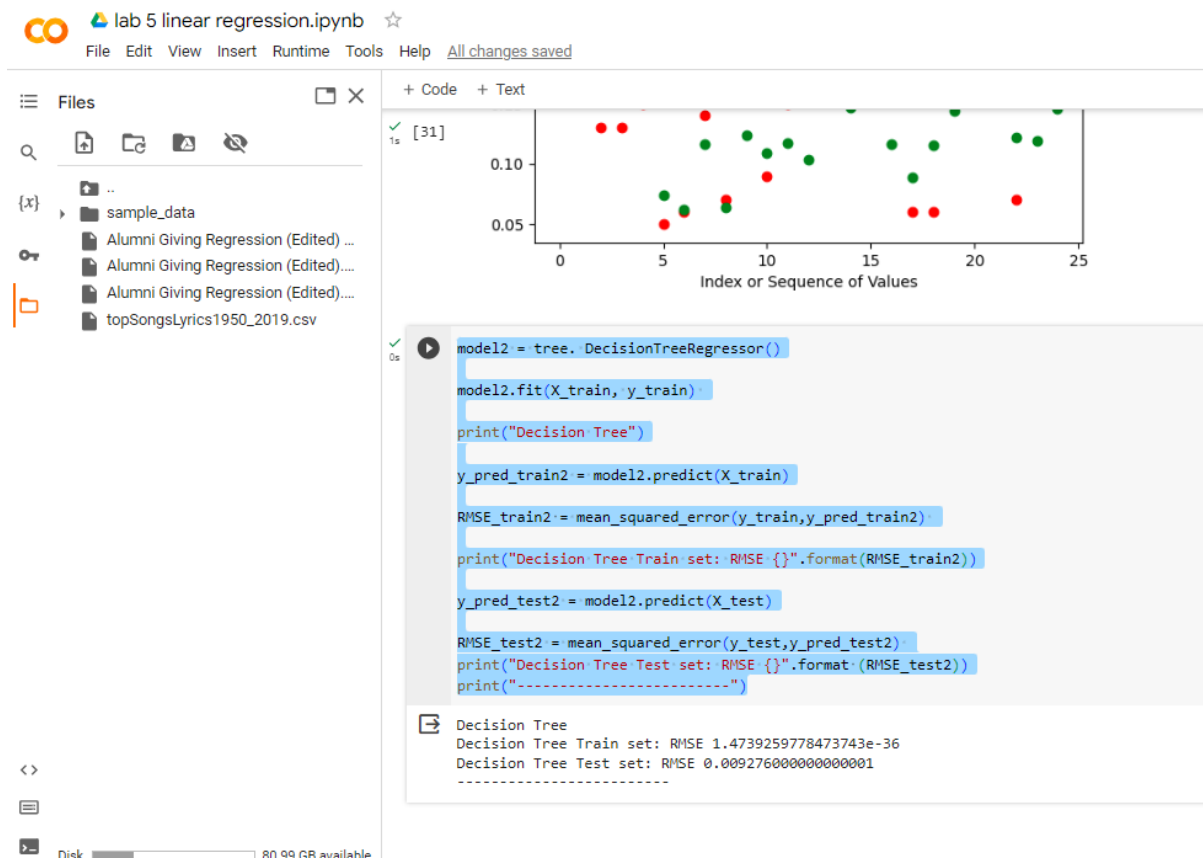 lab 5 linear regression.ipynb
File Edit View Insert Runtime Tools Help All changes saved
Files
+ Code + Text
1s [31]
0.10
0.05
0 5 10 15 20 25
Index or Sequence of Values
{x}
..
sample_data
Alumni Giving Regression (Edited) ...
Alumni Giving Regression (Edited)....
Alumni Giving Regression (Edited)....
topSongsLyrics1950_2019.csv
0s
model2 = tree. DecisionTreeRegressor()
model2.fit(X_train, y_train)
print("Decision Tree")
y_pred_train2 = model2.predict(X_train)
RMSE_train2 = mean_squared_error(y_train,y_pred_train2)
print("Decision Tree Train set: RMSE {}".format(RMSE_train2))
y_pred_test2 = model2.predict(X_test)
RMSE_test2 = mean_squared_error(y_test,y_pred_test2)
print("Decision Tree Test set: RMSE {}".format (RMSE_test2))
print("-------------------------")
Decision Tree
Decision Tree Train set: RMSE 1.4739259778473743e-36
Decision Tree Test set: RMSE 0.009276000000000001
-------------------------
Disk 80.99 GB available